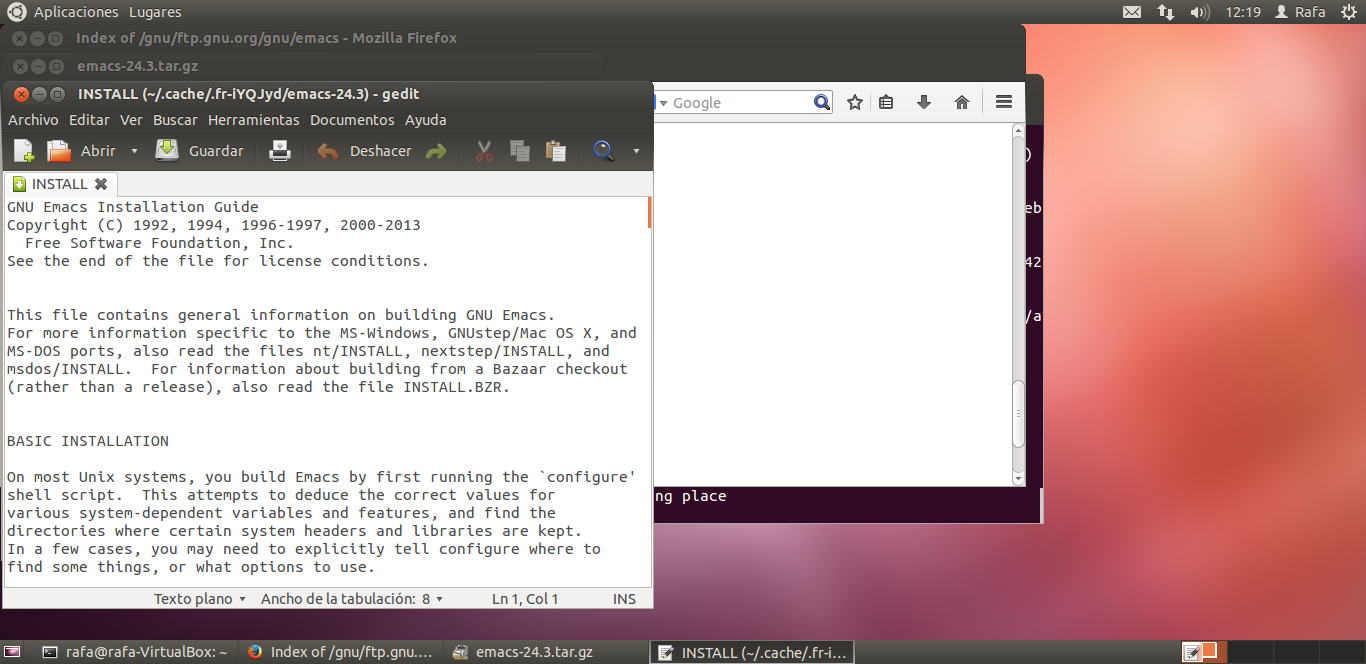 Aplicaciones Lugares 12:19 Rafa
Index of /gnu/ftp.gnu.org/gnu/emacs - Mozilla Firefox
emacs-24.3.tar.gz
INSTALL (~/.cache/.fr-iYQJyd/emacs-24.3) - gedit
Google
Archivo Editar Ver Buscar Herramientas Documentos Ayuda
Abrir Guardar Deshacer
INSTALL
GNU Emacs Installation Guide
Copyright (C) 1992, 1994, 1996-1997, 2000-2013
Free Software Foundation, Inc.
See the end of the file for license conditions.
This file contains general information on building GNU Emacs.
For more information specific to the MS-Windows, GNUstep/Mac OS X, and
MS-DOS ports, also read the files nt/INSTALL, nextstep/INSTALL, and
msdos/INSTALL.  For information about building from a Bazaar checkout
(rather than a release), also read the file INSTALL.BZR.
BASIC INSTALLATION
On most Unix systems, you build Emacs by first running the `configure'
shell script.  This attempts to deduce the correct values for
various system-dependent variables and features, and find the
directories where certain system headers and libraries are kept.
In a few cases, you may need to explicitly tell configure where to
find some things, or what options to use.
)
eb
42
/a
ng place
Texto plano Ancho de la tabulación: 8 Ln 1, Col 1 INS
rafa@rafa-VirtualBox: ~ Index of /gnu/ftp.gnu.... emacs-24.3.tar.gz INSTALL (~/.cache/.fr-i...